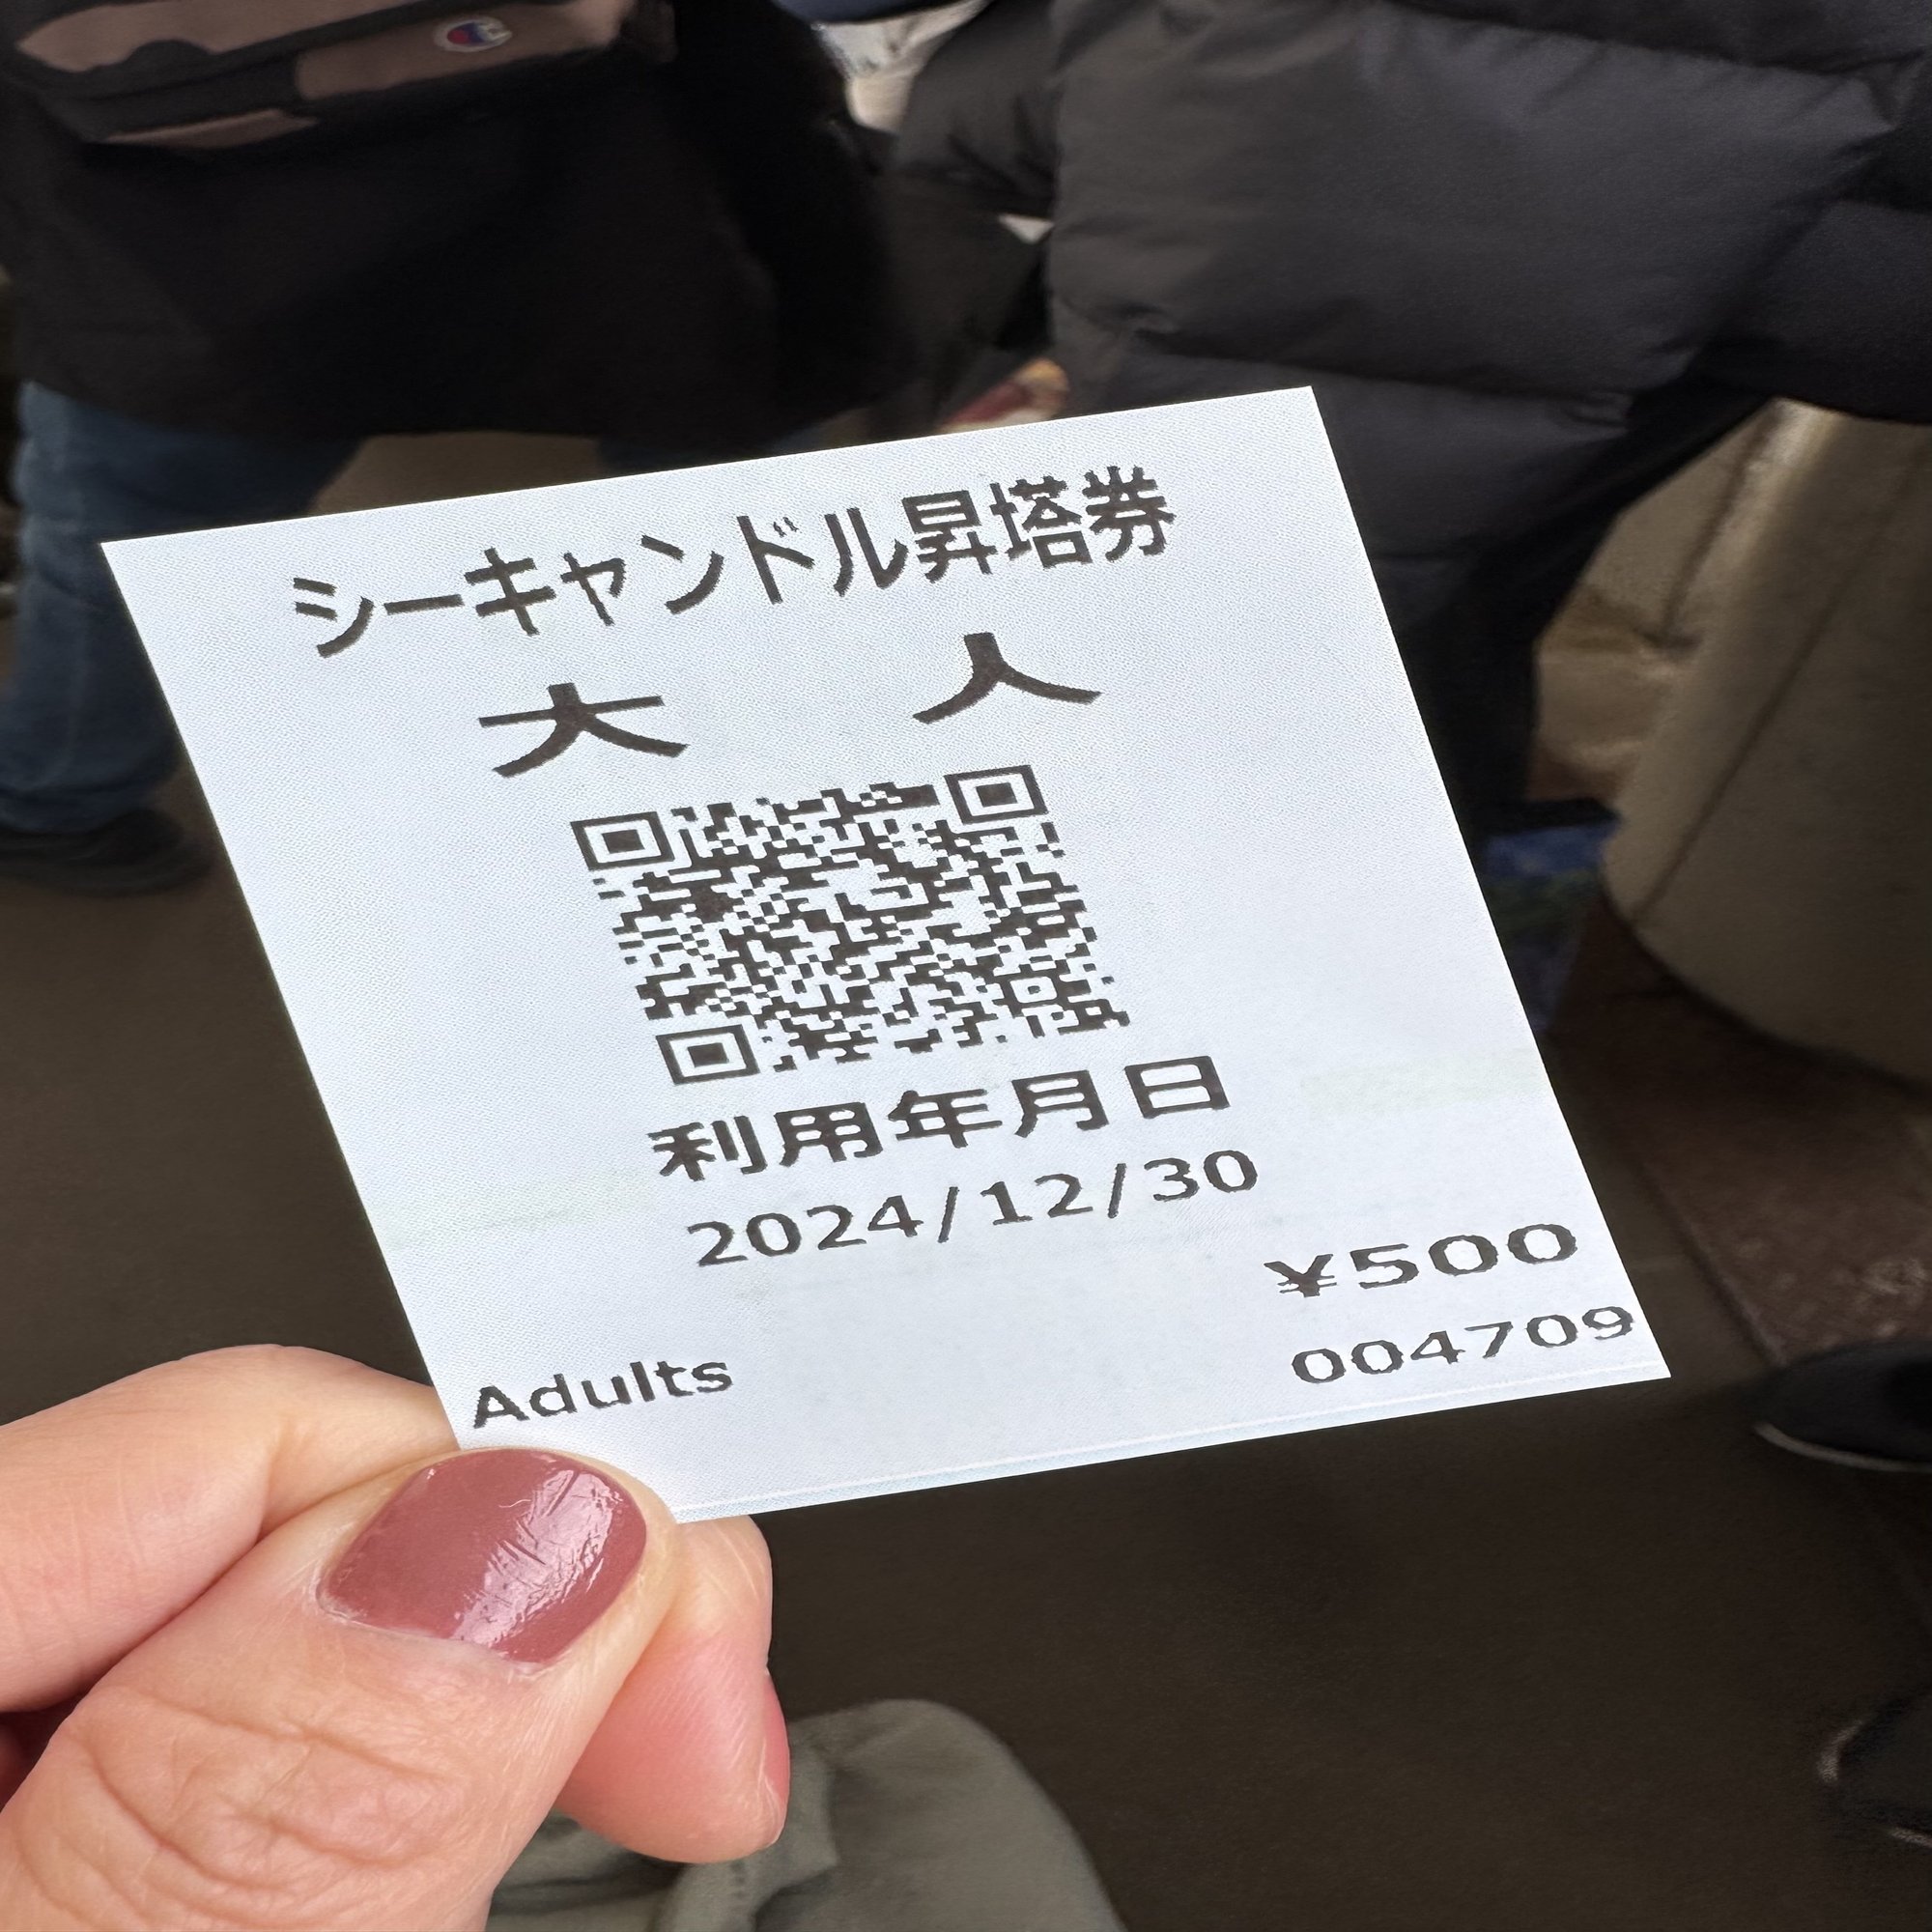 シーキャンドル昇塔券
大人
利用年月日
2024/12/30
¥500
004709
Adults